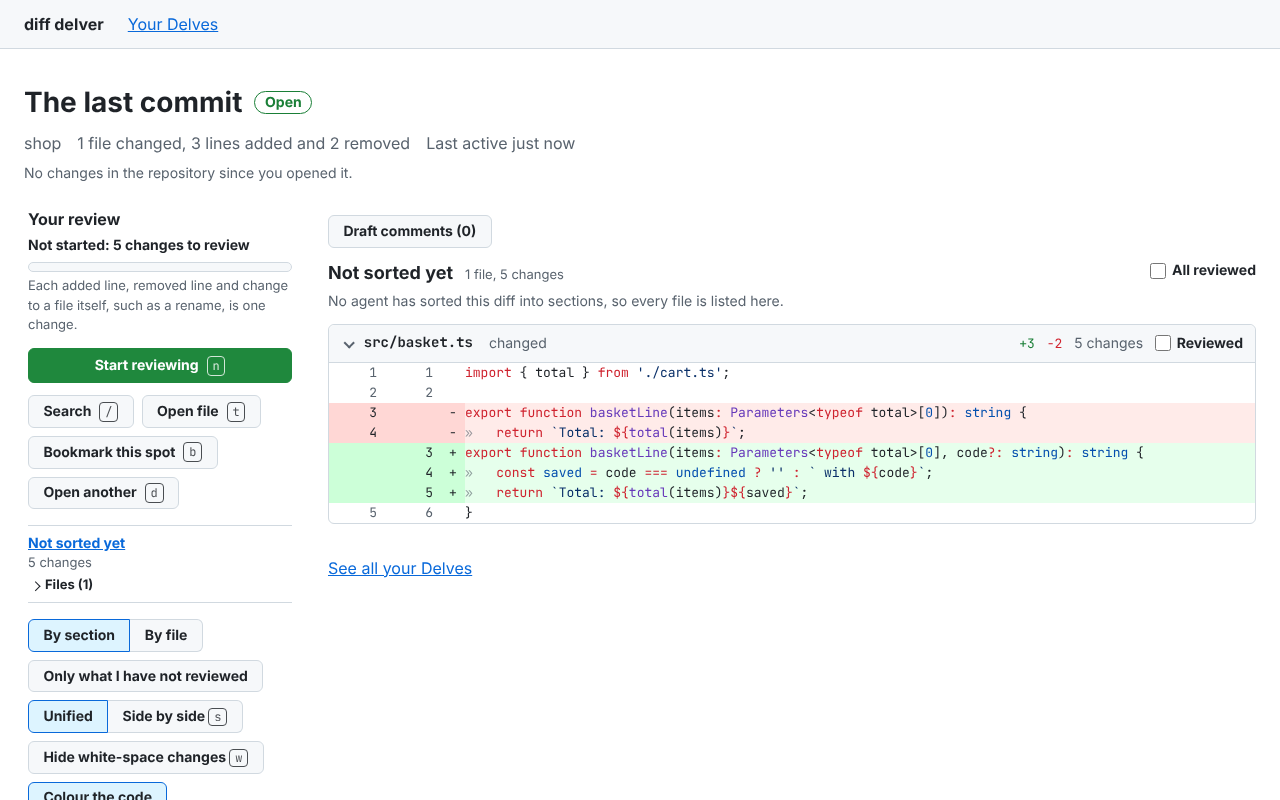 diff delver Your Delves
The last commit Open
shop 1 file changed, 3 lines added and 2 removed Last active just now
No changes in the repository since you opened it.
Your review
Not started: 5 changes to review
Each added line, removed line and change
to a file itself, such as a rename, is one
change.
Start reviewing n
Search / Open file t
Bookmark this spot b
Open another d
Not sorted yet
5 changes
Files (1)
By section By file
Only what I have not reviewed
Unified Side by side s
Hide white-space changes w
Colour the code
Draft comments (0)
Not sorted yet 1 file, 5 changes All reviewed
No agent has sorted this diff into sections, so every file is listed here.
src/basket.ts changed +3 -2 5 changes Reviewed
1 1 import { total } from './cart.ts';
2 2
3 - export function basketLine(items: Parameters<typeof total>[0]): string {
4 - » return `Total: ${total(items)}`;
3 + export function basketLine(items: Parameters<typeof total>[0], code?: string): string {
4 + » const saved = code === undefined ? '' : ` with ${code}`;
5 + » return `Total: ${total(items)}${saved}`;
5 6 }
See all your Delves